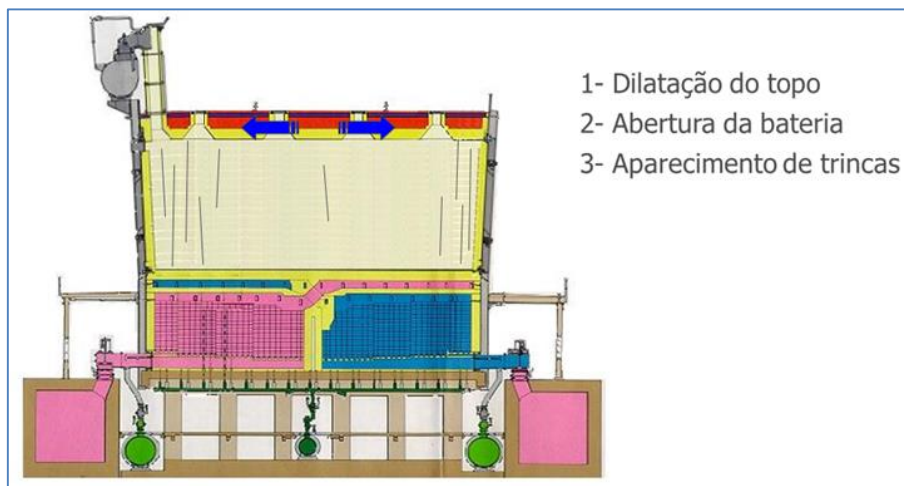 1- Dilatação do topo
2- Abertura da bateria
3- Aparecimento de trincas